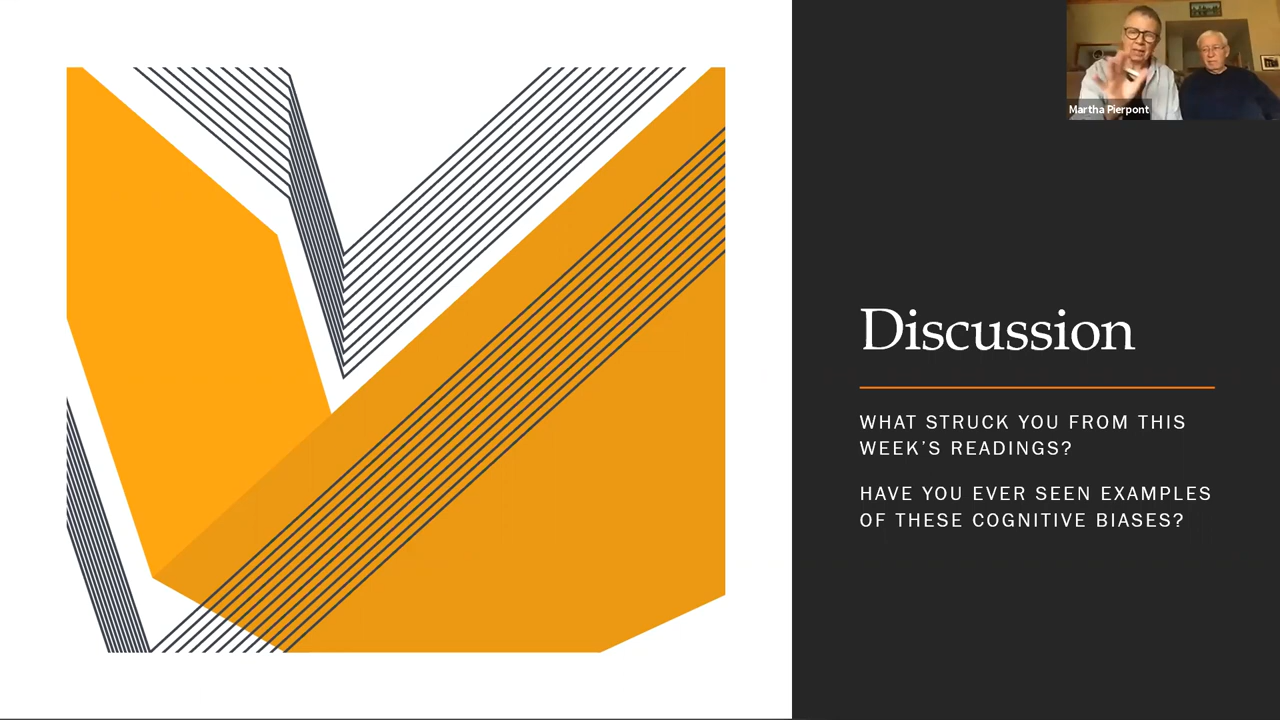 Martha Pierpont
Discussion
WHAT STRUCK YOU FROM THIS
WEEK’S READINGS?
HAVE YOU EVER SEEN EXAMPLES
OF THESE COGNITIVE BIASES?